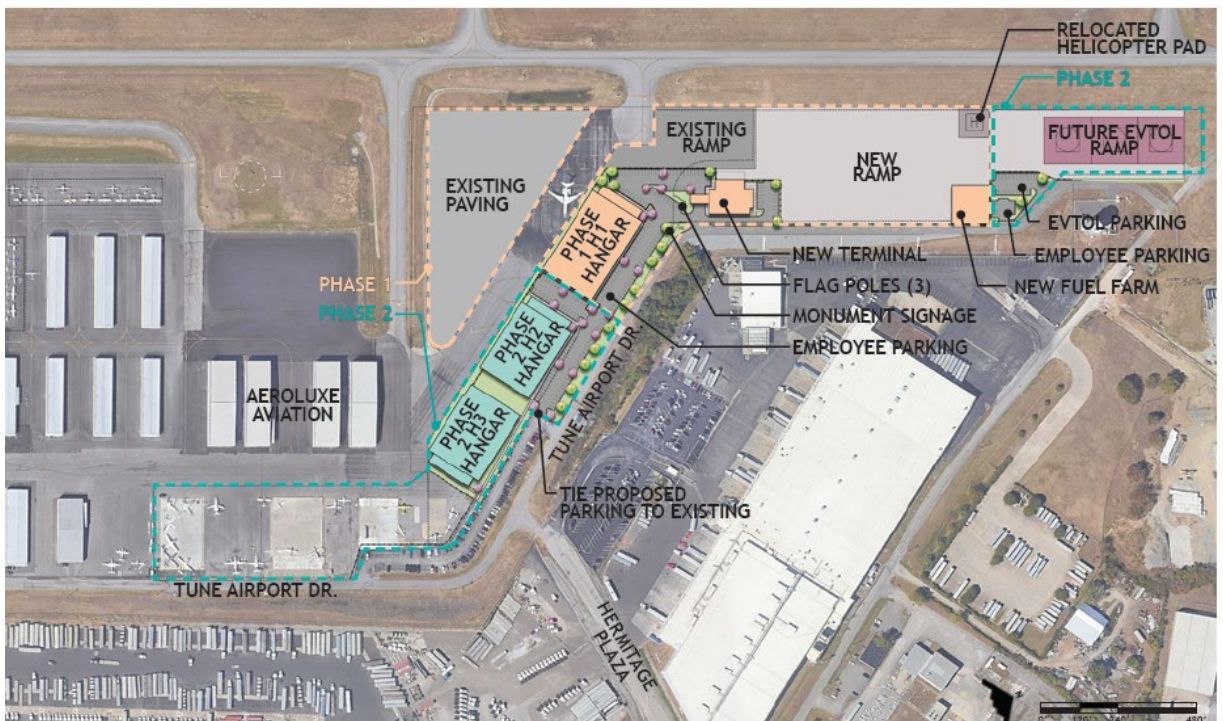 RELOCATED
HELICOPTER PAD
PHASE 2
EXISTING
RAMP
FUTURE EVTOL
RAMP
NEW
RAMP
EXISTING
PAVING
PHASE
1 H1
HANGAR
EVTOL PARKING
NEW TERMINAL
EMPLOYEE PARKING
PHASE 1
FLAG POLES (3)
NEW FUEL FARM
PHASE 2
MONUMENT SIGNAGE
PHASE
2 H2
HANGAR
EMPLOYEE PARKING
TUNE AIRPORT DR.
AEROLUXE
AVIATION
PHASE
2 H3
HANGAR
TIE PROPOSED
PARKING TO EXISTING
TUNE AIRPORT DR.
HERMITAGE
PLAZA